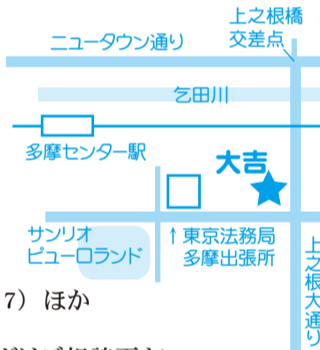 上之根橋
交差点
ニュータウン通り
乞田川
多摩センター駅
大吉
サンリオ
ピューロランド
↑東京法務局
多摩出張所
上之根大通り
7）ほか